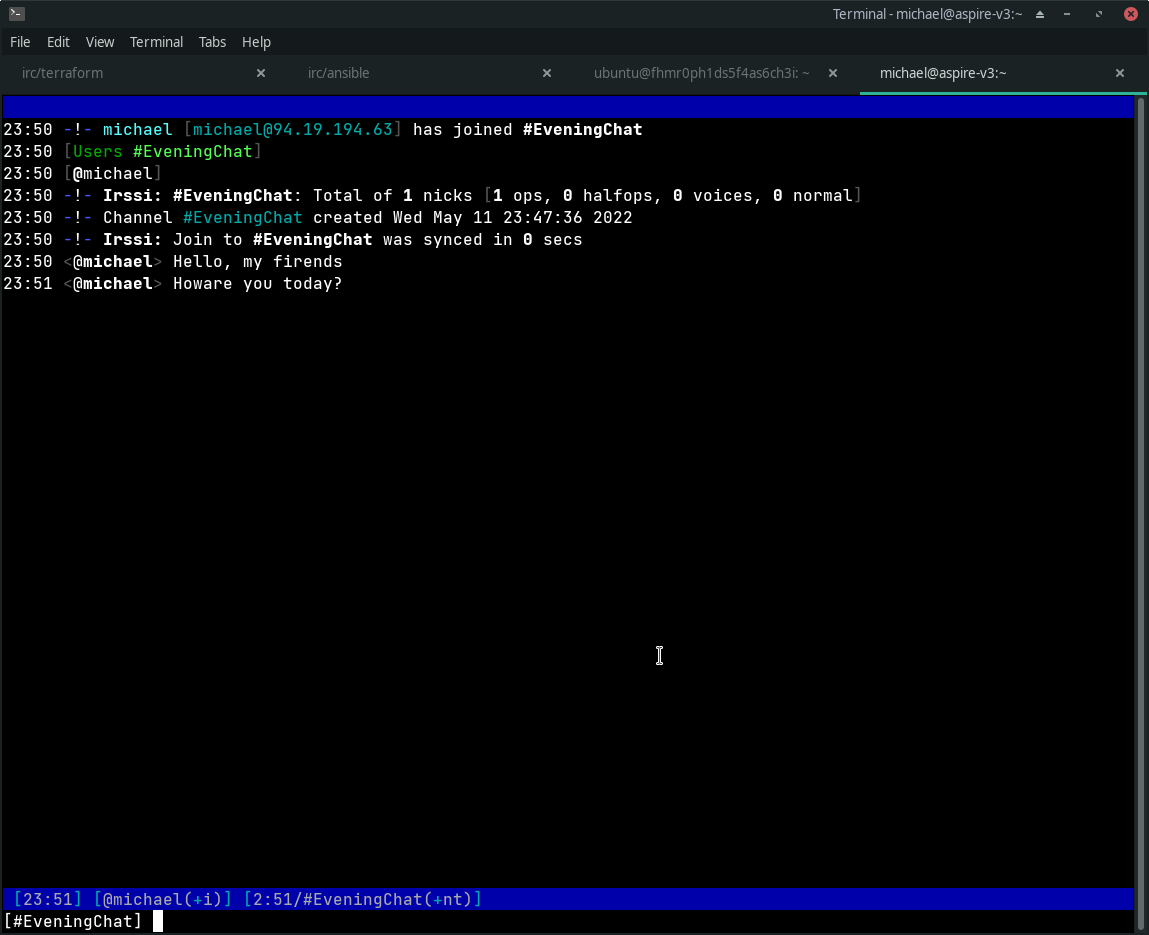 Terminal - michael@aspire-v3:~
File Edit View Terminal Tabs Help
irc/terraform irc/ansible ubuntu@fhmr0ph1ds5f4as6ch3i: ~ michael@aspire-v3:~
23:50 -!- michael [michael@94.19.194.63] has joined #EveningChat
23:50 [Users #EveningChat]
23:50 [@michael]
23:50 -!- Irssi: #EveningChat: Total of 1 nicks [1 ops, 0 halfops, 0 voices, 0 normal]
23:50 -!- Channel #EveningChat created Wed May 11 23:47:36 2022
23:50 -!- Irssi: Join to #EveningChat was synced in 0 secs
23:50 <@michael> Hello, my firends
23:51 <@michael> Howare you today?
[23:51] [@michael(+i)] [2:51/#EveningChat(+nt)]
[#EveningChat]